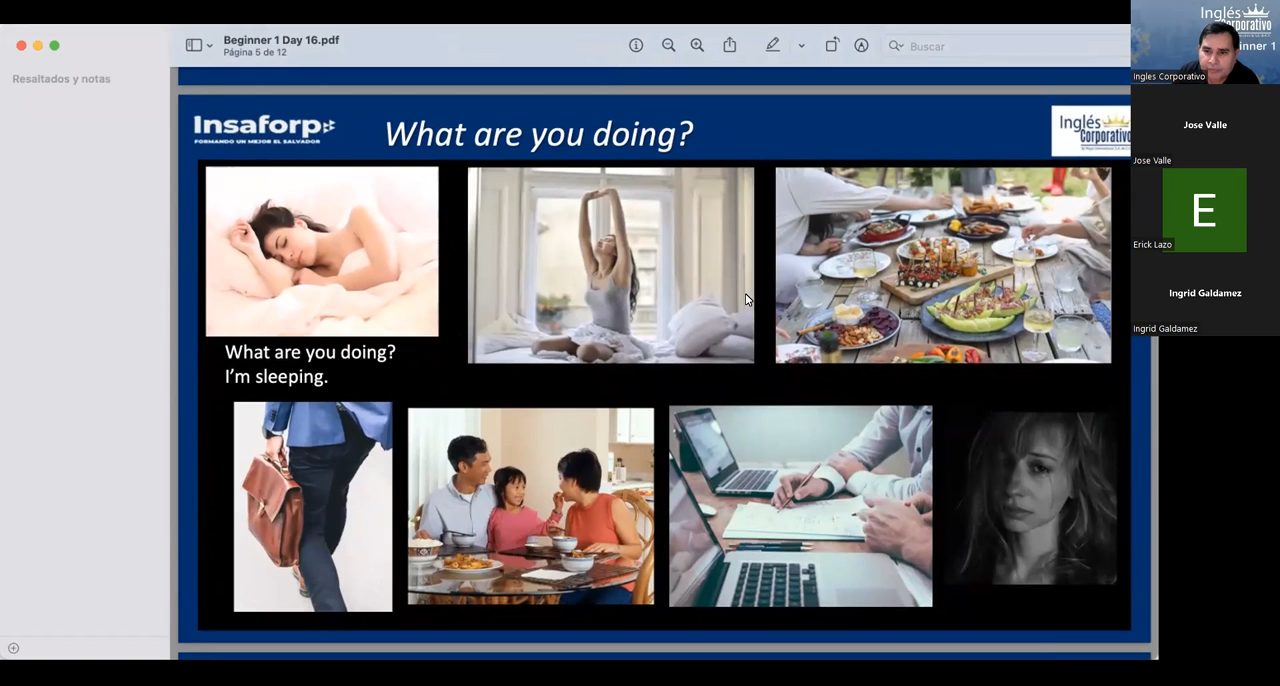 Beginner 1 Day 16.pdf
Página 5 de 12
Buscar
Resaltados y notas
Insaforp
FORMANDO UN MEJOR EL SALVADOR
What are you doing?
Inglés
Corporativo
What are you doing?
I'm sleeping.
Inglés
Corporativo
inner 1
Ingles Corporativo
Jose Valle
Jose Valle
E
Erick Lazo
Ingrid Galdamez
Ingrid Galdamez